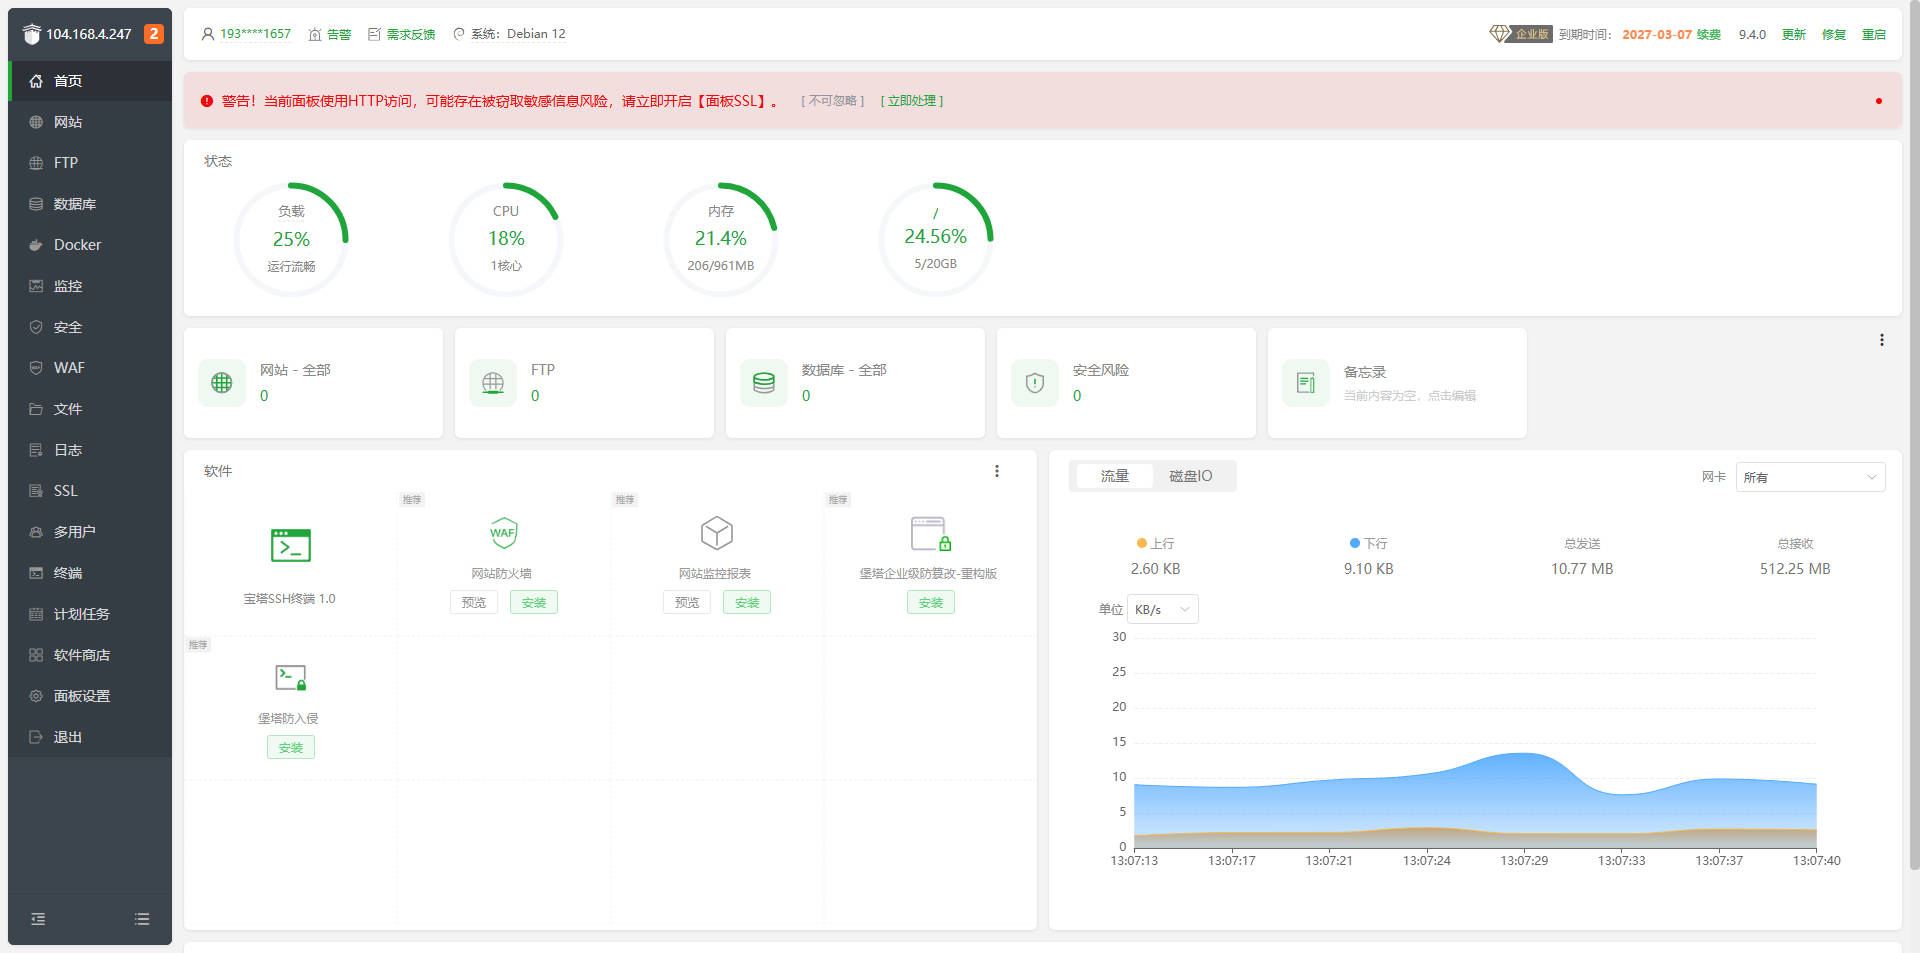 104.168.4.247 2
首页
网站
FTP
数据库
Docker
监控
安全
WAF
文件
日志
SSL
多用户
终端
计划任务
软件商店
面板设置
退出
193****1657 告警 需求反馈 系统: Debian 12
企业版 到期时间: 2027-03-07 续费 9.4.0 更新 修复 重启
警告！当前面板使用HTTP访问，可能存在被窃取敏感信息风险，请立即开启【面板SSL】。 [ 不可忽略 ] [ 立即处理 ]
状态
负载
25%
运行流畅
CPU
18%
1核心
内存
21.4%
206/961MB
/
24.56%
5/20GB
网站 - 全部
0
FTP
0
数据库 - 全部
0
安全风险
0
备忘录
当前内容为空，点击编辑
软件
宝塔SSH终端 1.0
推荐
WAF
网站防火墙
预览 安装
推荐
网站监控报表
预览 安装
推荐
堡塔企业级防篡改-重构版
安装
推荐
堡塔防入侵
安装
流量 磁盘IO
网卡 所有
上行
2.60 KB
下行
9.10 KB
总发送
10.77 MB
总接收
512.25 MB
单位 KB/s
30
25
20
15
10
5
0
13:07:13 13:07:17 13:07:21 13:07:24 13:07:29 13:07:33 13:07:37 13:07:40